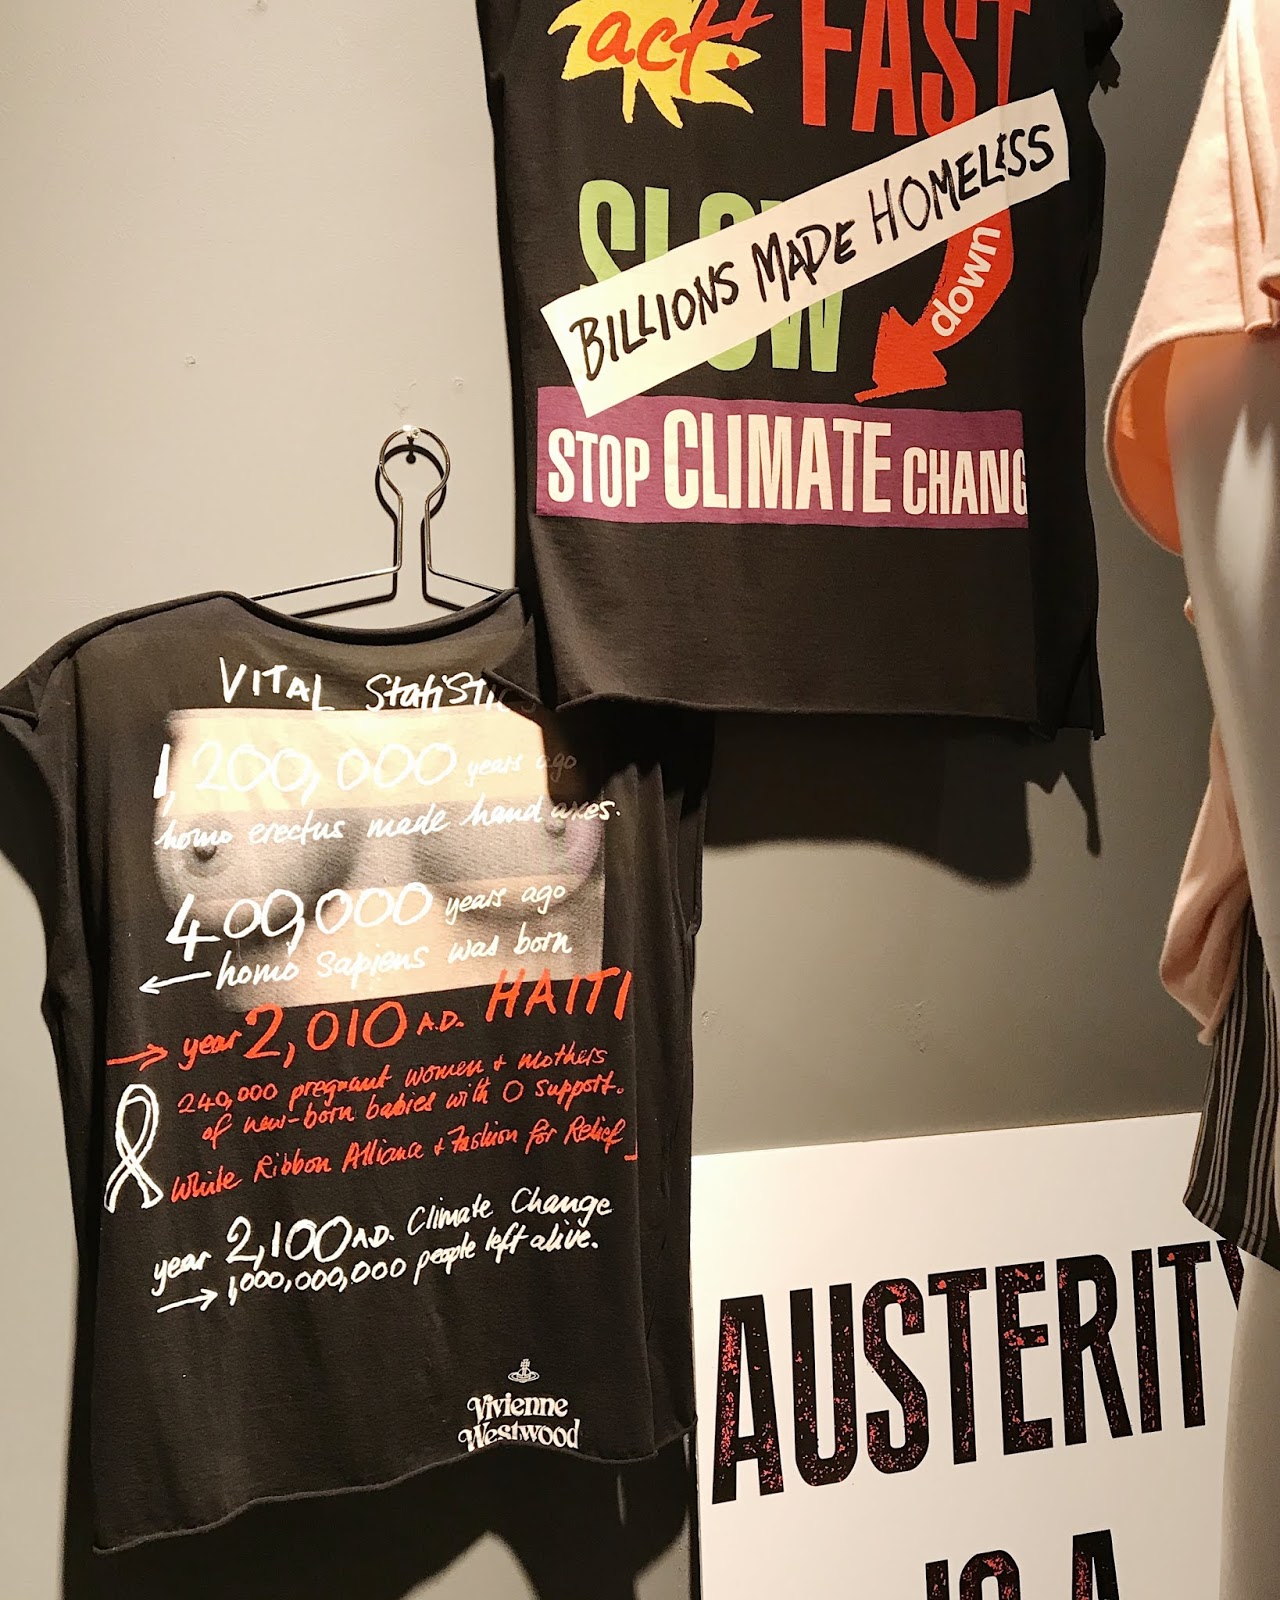 act! FAST
SLOW
BILLIONS MADE HOMELESS
down
STOP CLIMATE CHANG
VITAL StatiSTIC
1,200,000 years ago
homo erectus made hand axes.
400,000 years ago
homo sapiens was born
year 2,010 A.D. HAITI
240,000 pregnant women + mothers
of new-born babies with 0 support.
White Ribbon Alliance + Fashion for Relief
year 2,100 A.D. Climate Change
1,000,000,000 people left alive.
Vivienne
Westwood
AUSTERITY
IS A